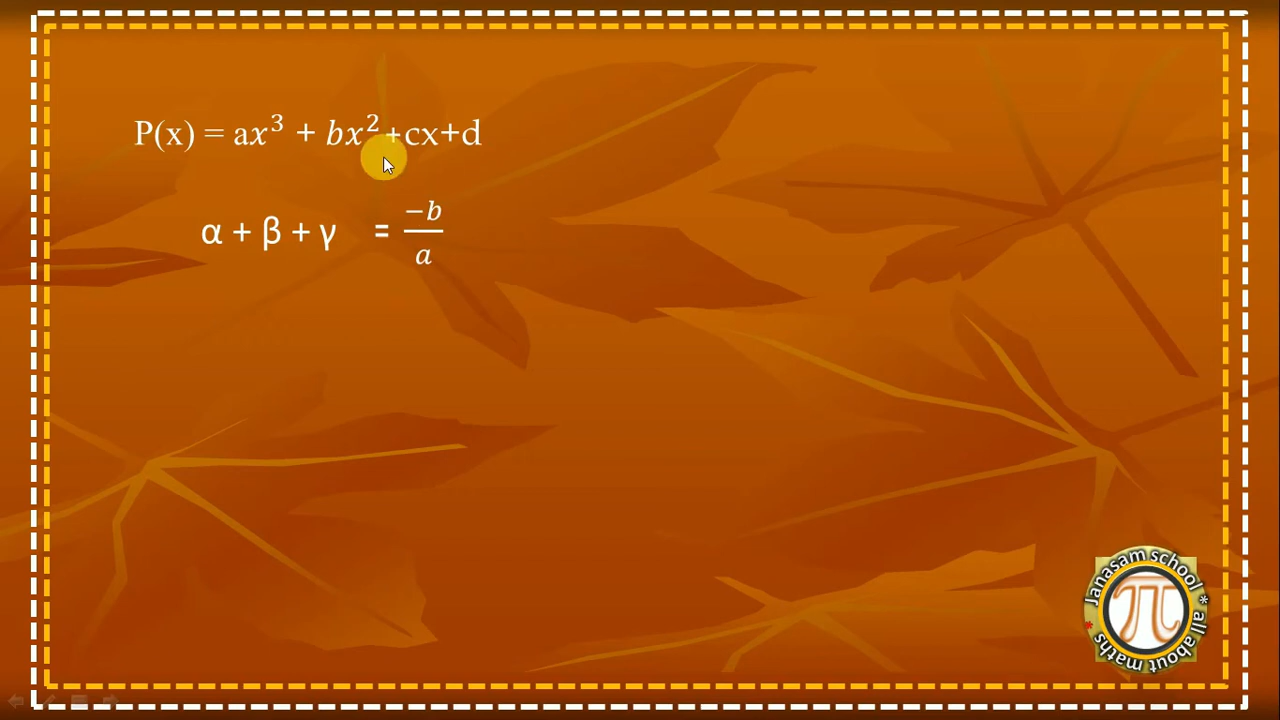 P(x) = ax³ + bx²+cx+d
α + β + γ = −b/a
Janasam school * all about maths *
π